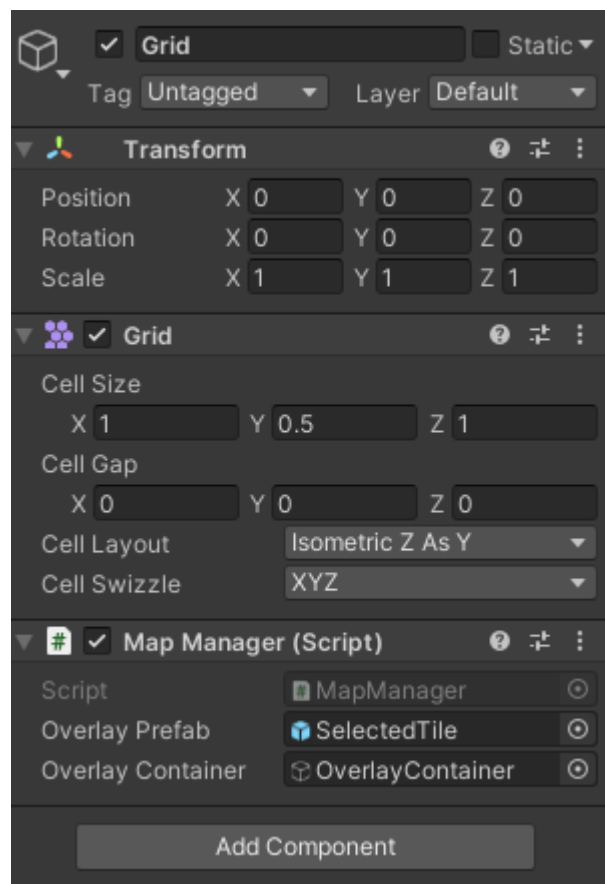 Grid Static
Tag Untagged Layer Default
Transform
Position X 0 Y 0 Z 0
Rotation X 0 Y 0 Z 0
Scale X 1 Y 1 Z 1
Grid
Cell Size
X 1 Y 0.5 Z 1
Cell Gap
X 0 Y 0 Z 0
Cell Layout Isometric Z As Y
Cell Swizzle XYZ
# Map Manager (Script)
Script # MapManager
Overlay Prefab SelectedTile
Overlay Container OverlayContainer
Add Component